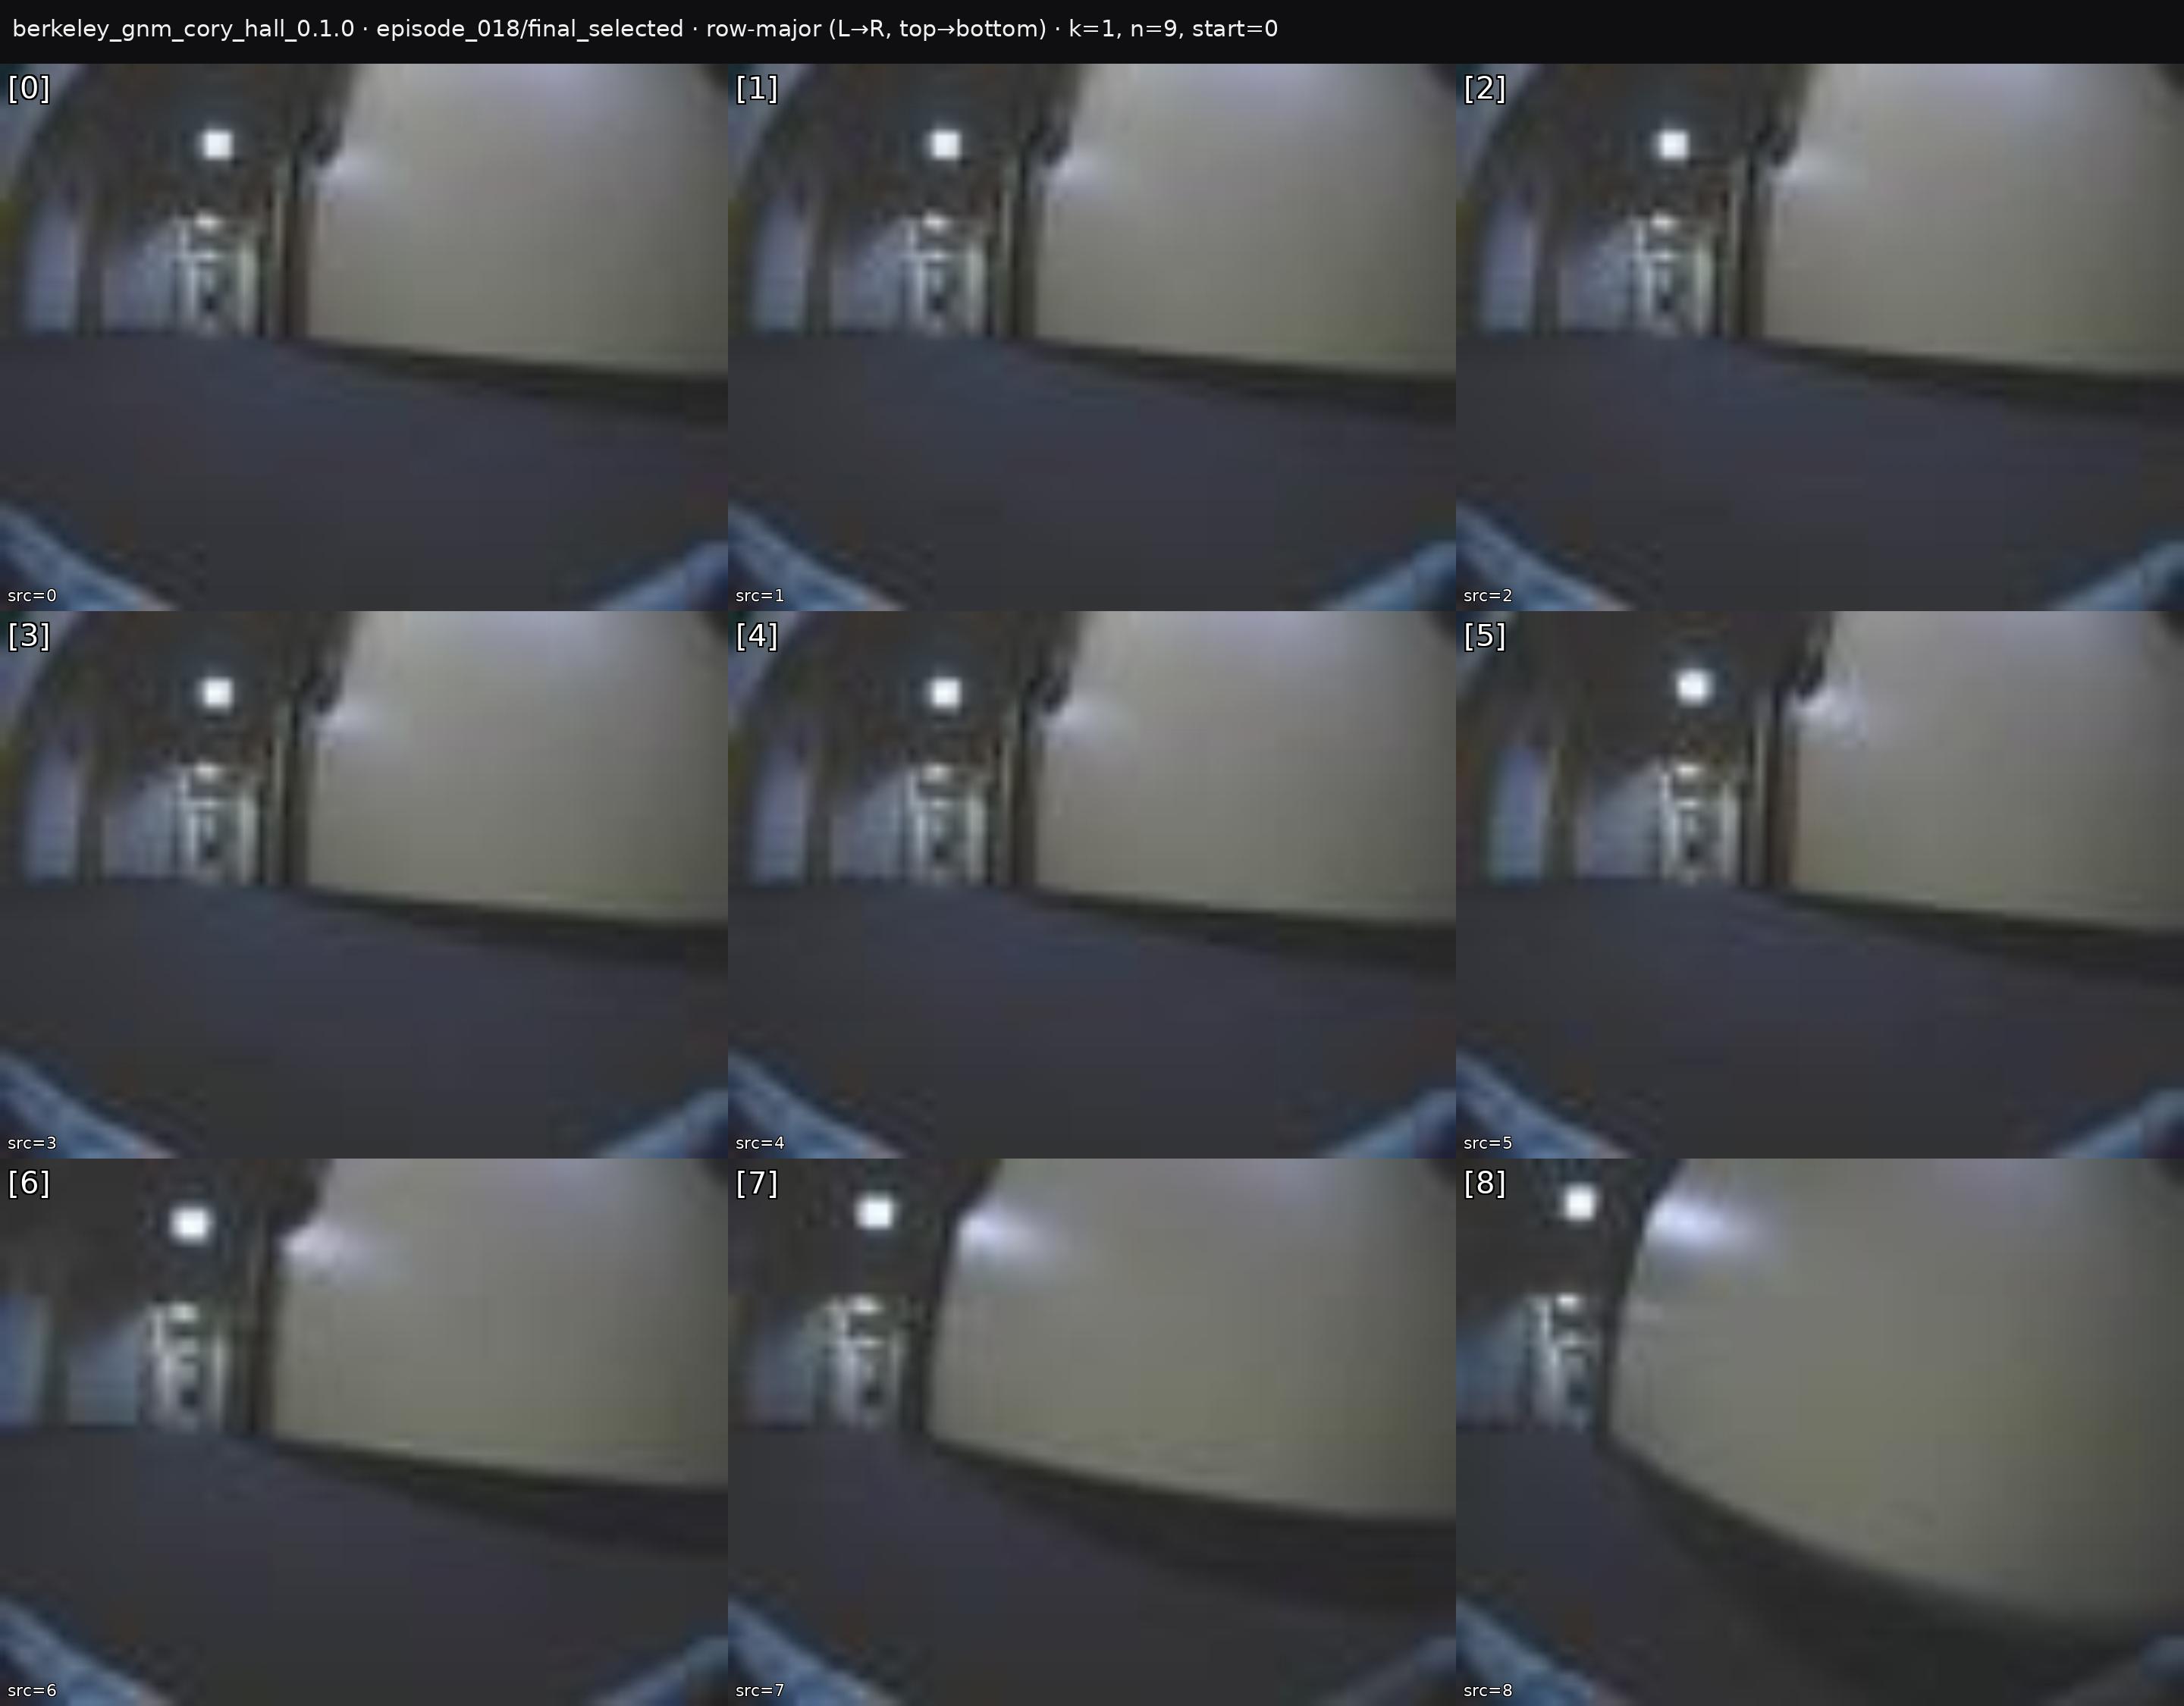 berkeley_gnm_cory_hall_0.1.0 · episode_018/final_selected · row-major (L→R, top→bottom) · k=1, n=9, start=0
[0]
[1]
[2]
src=0
src=1
src=2
[3]
[4]
[5]
src=3
src=4
src=5
[6]
[7]
[8]
src=6
src=7
src=8